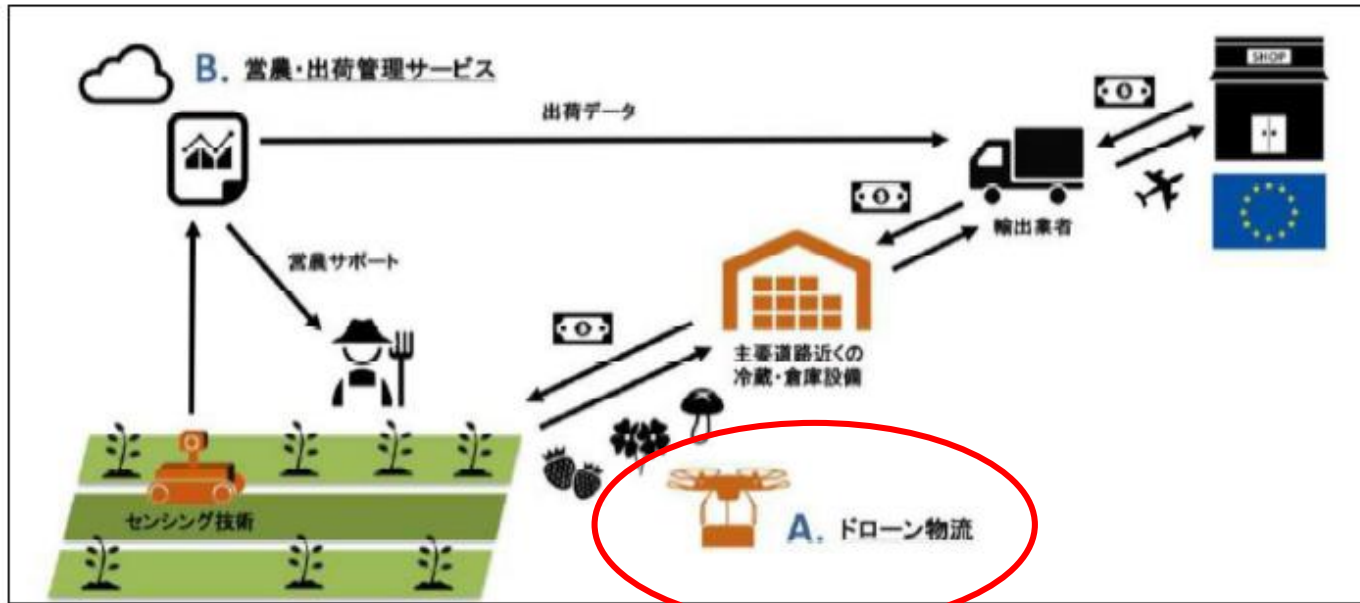 B. 営農・出荷管理サービス
SHOP
出荷データ
輸出業者
営農サポート
主要道路近くの
冷蔵・倉庫設備
センシング技術
A. ドローン物流